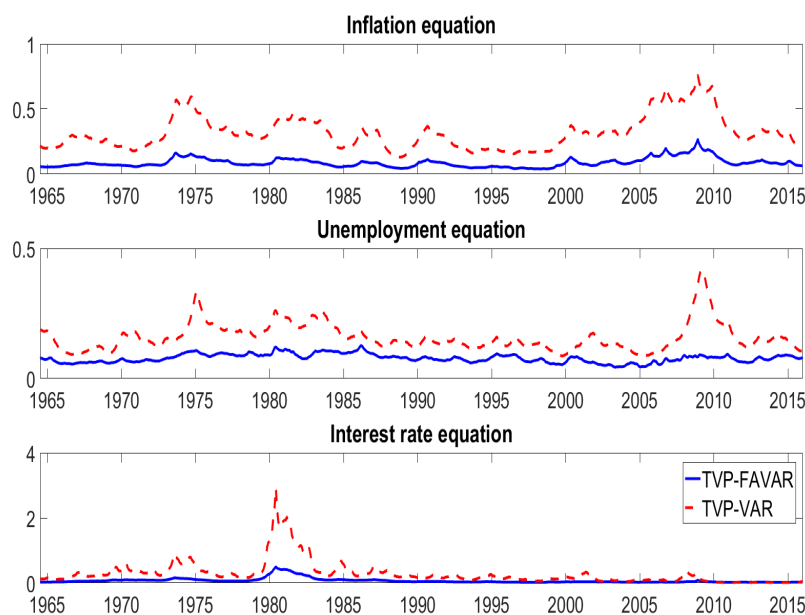 Inflation equation
1
0.5
0
1965 1970 1975 1980 1985 1990 1995 2000 2005 2010 2015
Unemployment equation
0.5
0
1965 1970 1975 1980 1985 1990 1995 2000 2005 2010 2015
Interest rate equation
4
TVP-FAVAR
TVP-VAR
2
0
1965 1970 1975 1980 1985 1990 1995 2000 2005 2010 2015